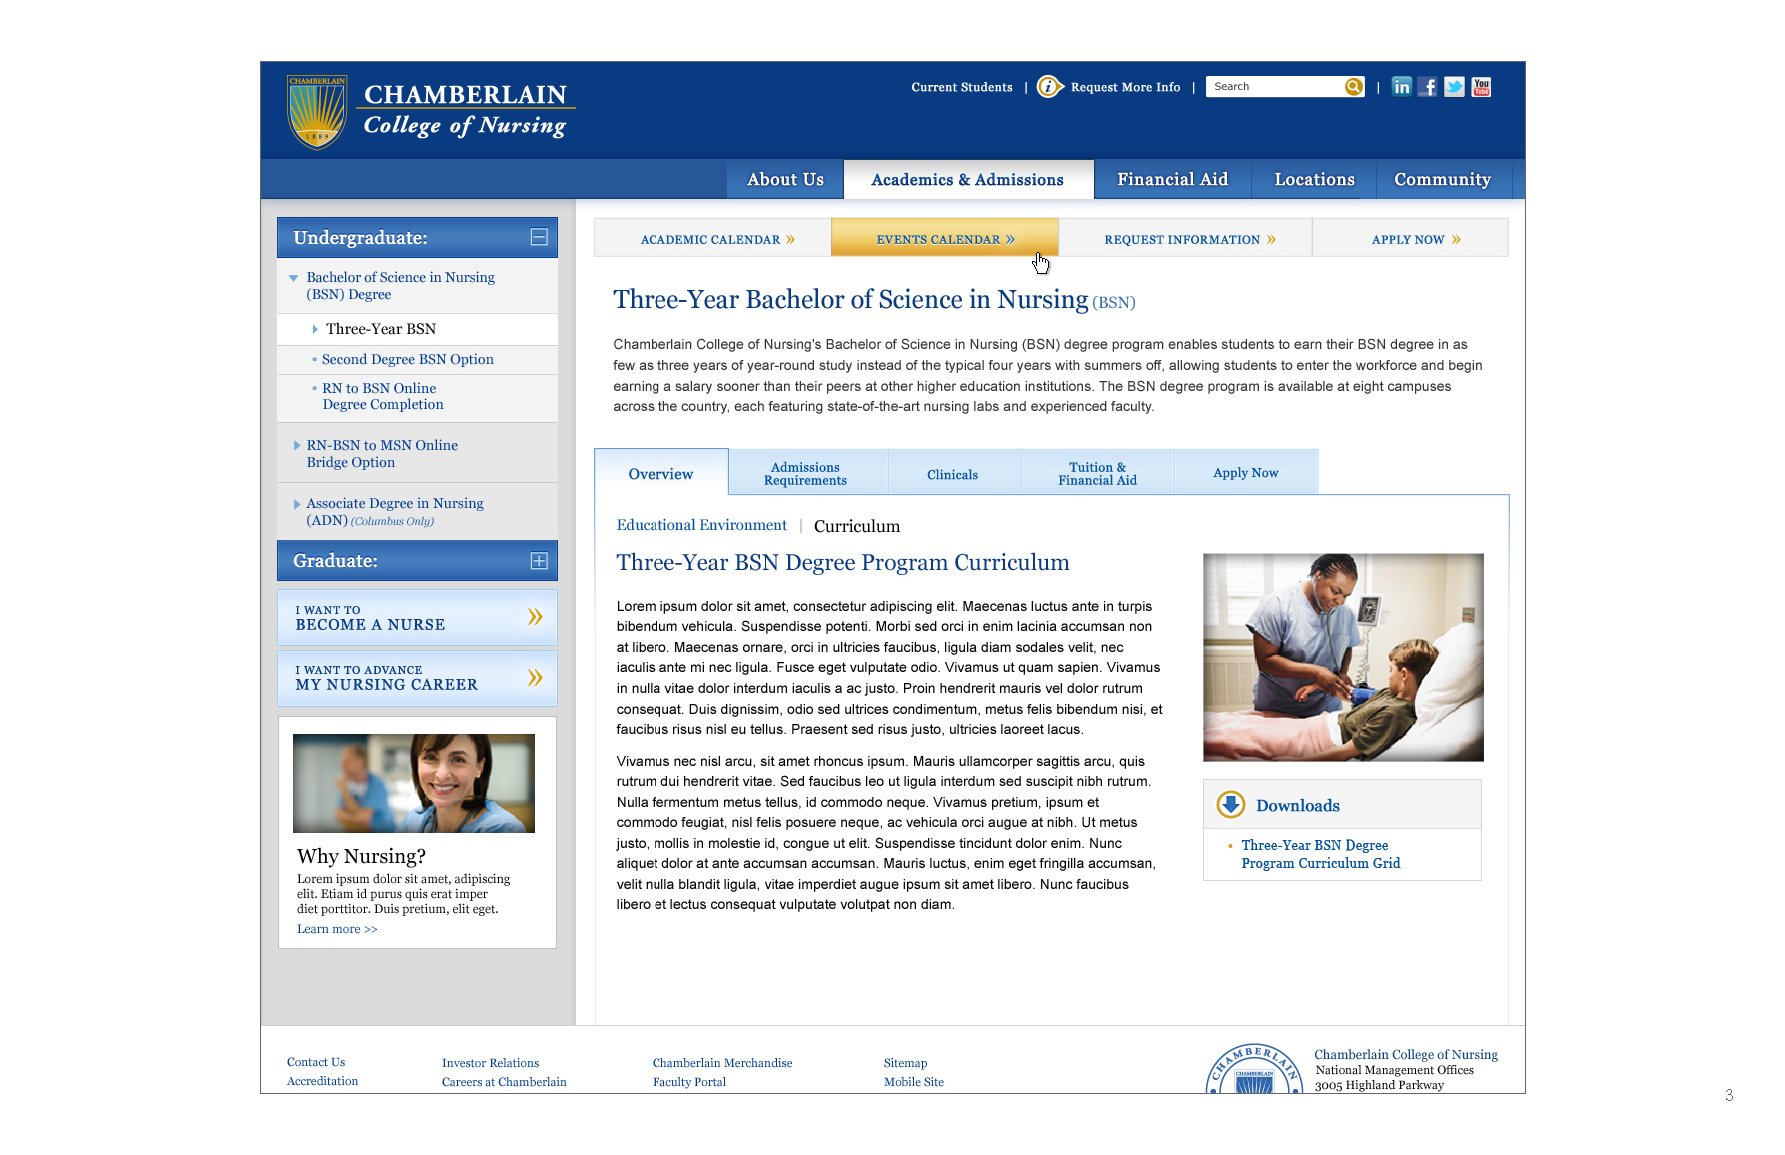 CHAMBERLAIN
1889
CHAMBERLAIN
College of Nursing
Current Students | i Request More Info | Search | in f You Tube
About Us Academics & Admissions Financial Aid Locations Community
Undergraduate:
Bachelor of Science in Nursing
(BSN) Degree
Three-Year BSN
• Second Degree BSN Option
• RN to BSN Online
Degree Completion
RN-BSN to MSN Online
Bridge Option
Associate Degree in Nursing
(ADN) (Columbus Only)
Graduate:
I WANT TO
BECOME A NURSE »
I WANT TO ADVANCE
MY NURSING CAREER »
Why Nursing?
Lorem ipsum dolor sit amet, adipiscing
elit. Etiam id purus quis erat imper
diet porttitor. Duis pretium, elit eget.
Learn more >>
ACADEMIC CALENDAR » EVENTS CALENDAR » REQUEST INFORMATION » APPLY NOW »
Three-Year Bachelor of Science in Nursing (BSN)
Chamberlain College of Nursing's Bachelor of Science in Nursing (BSN) degree program enables students to earn their BSN degree in as
few as three years of year-round study instead of the typical four years with summers off, allowing students to enter the workforce and begin
earning a salary sooner than their peers at other higher education institutions. The BSN degree program is available at eight campuses
across the country, each featuring state-of-the-art nursing labs and experienced faculty.
Overview
Admissions
Requirements
Clinicals
Tuition &
Financial Aid
Apply Now
Educational Environment | Curriculum
Three-Year BSN Degree Program Curriculum
Lorem ipsum dolor sit amet, consectetur adipiscing elit. Maecenas luctus ante in turpis
bibendum vehicula. Suspendisse potenti. Morbi sed orci in enim lacinia accumsan non
at libero. Maecenas ornare, orci in ultricies faucibus, ligula diam sodales velit, nec
iaculis ante mi nec ligula. Fusce eget vulputate odio. Vivamus ut quam sapien. Vivamus
in nulla vitae dolor interdum iaculis a ac justo. Proin hendrerit mauris vel dolor rutrum
consequat. Duis dignissim, odio sed ultrices condimentum, metus felis bibendum nisi, et
faucibus risus nisl eu tellus. Praesent sed risus justo, ultricies laoreet lacus.
Vivamus nec nisl arcu, sit amet rhoncus ipsum. Mauris ullamcorper sagittis arcu, quis
rutrum dui hendrerit vitae. Sed faucibus leo ut ligula interdum sed suscipit nibh rutrum.
Nulla fermentum metus tellus, id commodo neque. Vivamus pretium, ipsum et
commodo feugiat, nisl felis posuere neque, ac vehicula orci augue at nibh. Ut metus
justo, mollis in molestie id, congue ut elit. Suspendisse tincidunt dolor enim. Nunc
aliquet dolor at ante accumsan accumsan. Mauris luctus, enim eget fringilla accumsan,
velit nulla blandit ligula, vitae imperdiet augue ipsum sit amet libero. Nunc faucibus
libero et lectus consequat vulputate volutpat non diam.
Downloads
• Three-Year BSN Degree
Program Curriculum Grid
Contact Us Investor Relations Chamberlain Merchandise Sitemap
Accreditation Careers at Chamberlain Faculty Portal Mobile Site
CHAMBERLAIN
CHAMBERLAIN
Chamberlain College of Nursing
National Management Offices
3005 Highland Parkway
3